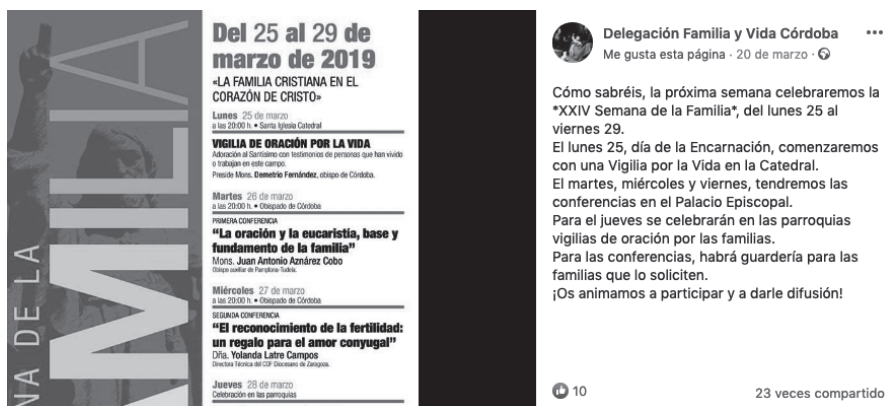 NA DE LA
AMILIA
Del 25 al 29 de
marzo de 2019
«LA FAMILIA CRISTIANA EN EL
CORAZÓN DE CRISTO»
Lunes 25 de marzo
a las 20:00 h. • Santa Iglesia Catedral
VIGILIA DE ORACIÓN POR LA VIDA
Adoración al Santísimo con testimonios de personas que han vivido
o trabajan en este campo.
Preside Mons. Demetrio Fernández, obispo de Córdoba.
Martes 26 de marzo
a las 20:00 h. • Obispado de Córdoba
PRIMERA CONFERENCIA
“La oración y la eucaristía, base y
fundamento de la familia”
Mons. Juan Antonio Aznárez Cobo
Obispo auxiliar de Pamplona-Tudela.
Miércoles 27 de marzo
a las 20:00 h. • Obispado de Córdoba
SEGUNDA CONFERENCIA
“El reconocimiento de la fertilidad:
un regalo para el amor conyugal”
Dña. Yolanda Latre Campos
Directora Técnica del COF Diocesano de Zaragoza.
Jueves 28 de marzo
Celebración en las parroquias
Delegación Familia y Vida Córdoba
Me gusta esta página · 20 de marzo ·
Cómo sabréis, la próxima semana celebraremos la
*XXIV Semana de la Familia*, del lunes 25 al
viernes 29.
El lunes 25, día de la Encarnación, comenzaremos
con una Vigilia por la Vida en la Catedral.
El martes, miércoles y viernes, tendremos las
conferencias en el Palacio Episcopal.
Para el jueves se celebrarán en las parroquias
vigilias de oración por las familias.
Para las conferencias, habrá guardería para las
familias que lo soliciten.
¡Os animamos a participar y a darle difusión!
10
23 veces compartido